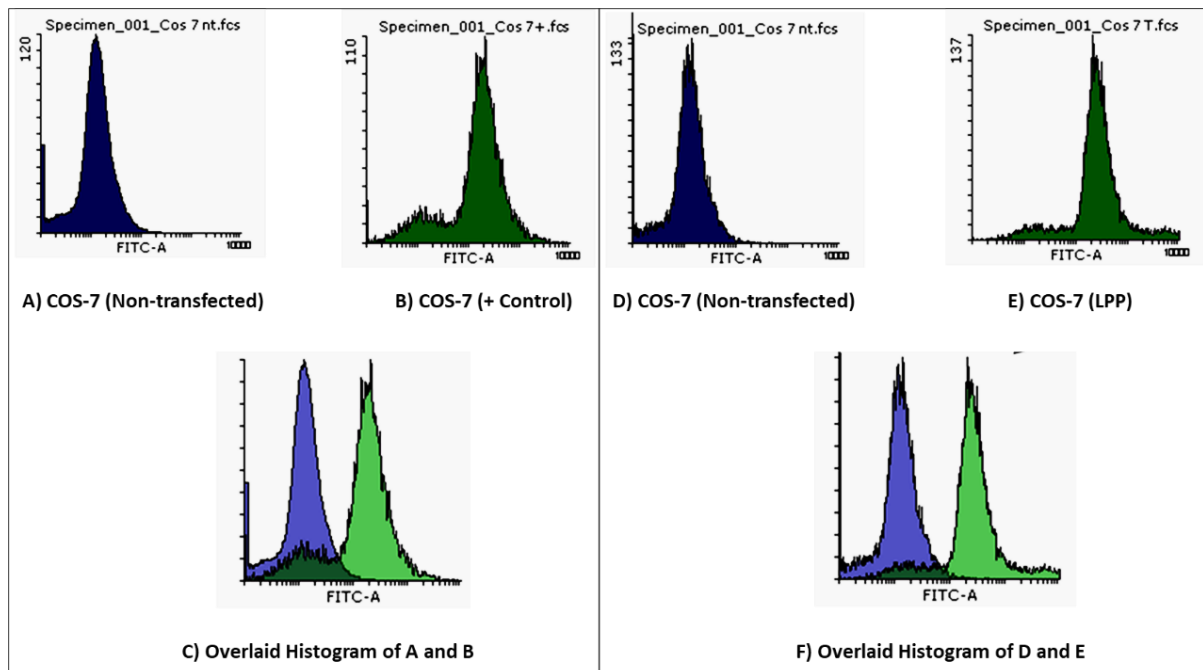 Specimen_001_Cos 7 nt.fcs
120
FITC-A
10000
A) COS-7 (Non-transfected)
Specimen_001_Cos 7+.fcs
110
FITC-A
10000
B) COS-7 (+ Control)
FITC-A
C) Overlaid Histogram of A and B
Specimen_001_Cos 7 nt.fcs
133
FITC-A
10000
D) COS-7 (Non-transfected)
Specimen_001_Cos 7 T.fcs
137
FITC-A
10000
E) COS-7 (LPP)
FITC-A
F) Overlaid Histogram of D and E